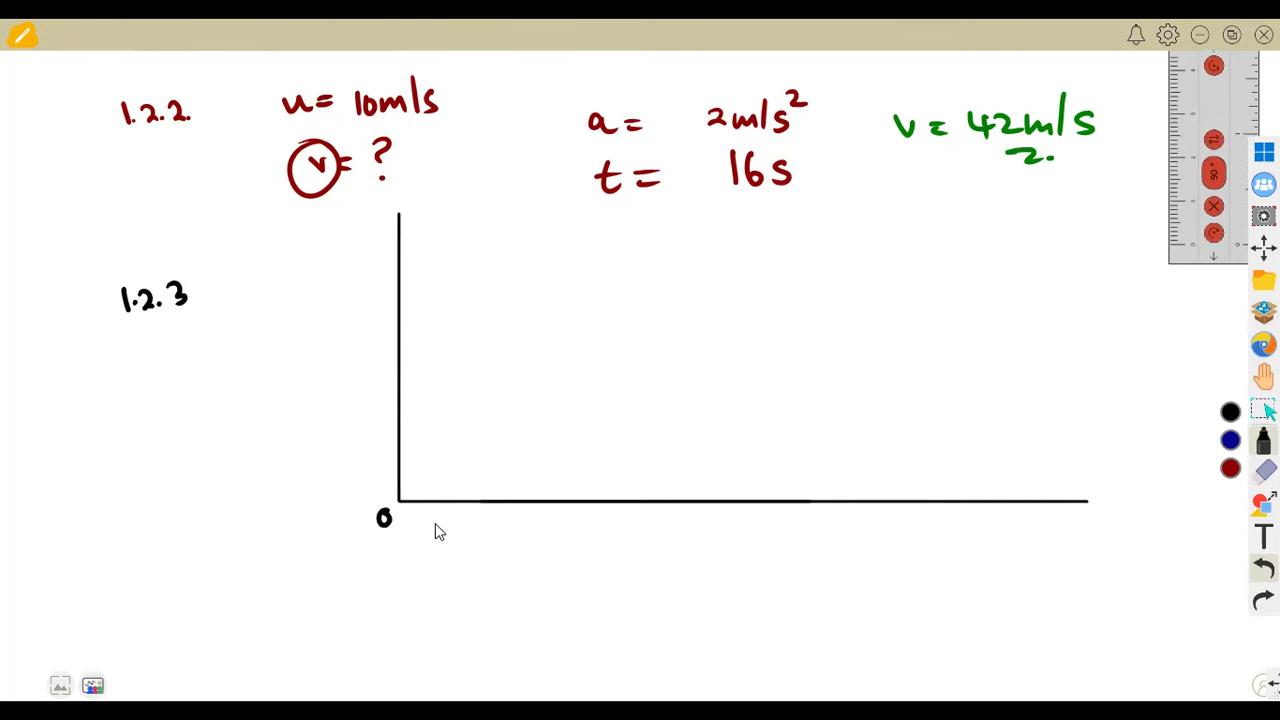 1.2.2. u= 10m/s a= 2m/s² v = 42m/s
v= ? t= 16s
1.2.3
0